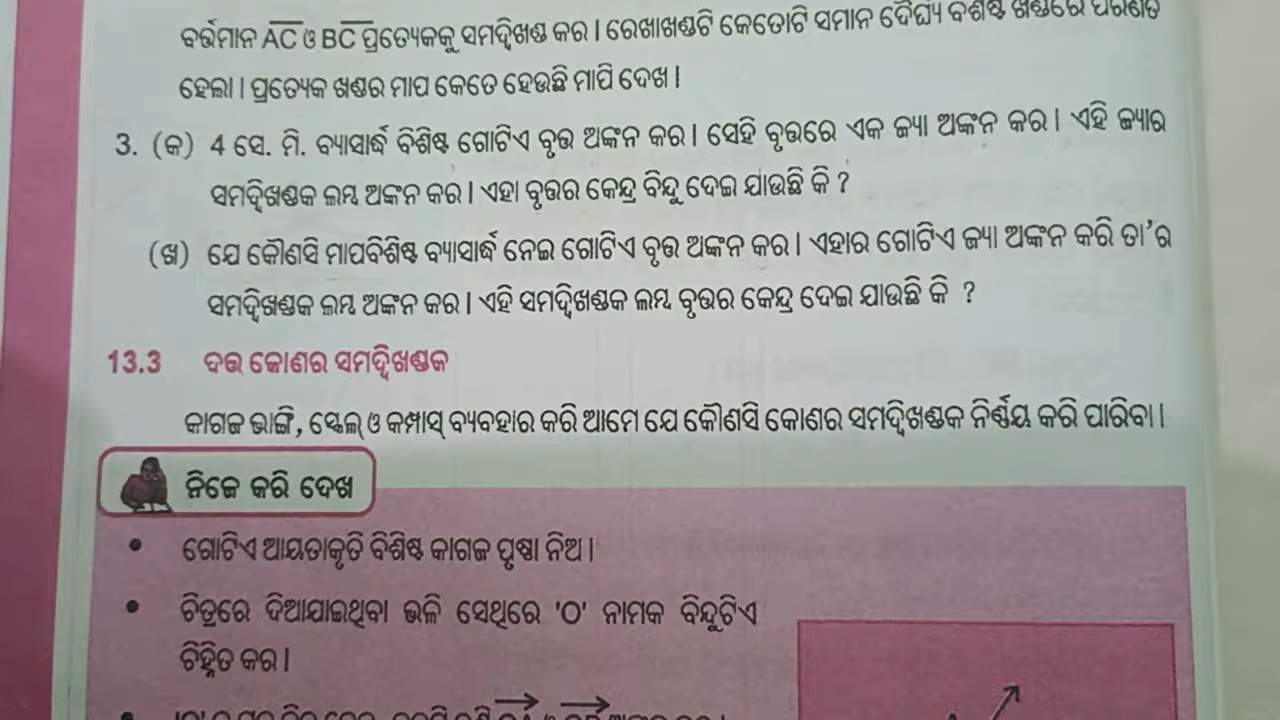 ବର୍ତ୍ତମାନ AC ଓ BC ପ୍ରତ୍ୟେକକୁ ସମଦ୍ୱିଖଣ୍ଡ କର । ରେଖାଖଣ୍ଡଟି କେତୋଟି ସମାନ ଦୈର୍ଘ୍ୟ ବିଶିଷ୍ଟ ଖଣ୍ଡରେ ପରିଣତ
ହେଲା । ପ୍ରତ୍ୟେକ ଖଣ୍ଡର ମାପ କେତେ ହେଉଛି ମାପି ଦେଖ ।
3. (କ) 4 ସେ. ମି. ବ୍ୟାସାର୍ଦ୍ଧ ବିଶିଷ୍ଟ ଗୋଟିଏ ବୃତ୍ତ ଅଙ୍କନ କର । ସେହି ବୃତ୍ତରେ ଏକ ଜ୍ୟା ଅଙ୍କନ କର । ଏହି ଜ୍ୟାର
ସମଦ୍ୱିଖଣ୍ଡକ ଲମ୍ବ ଅଙ୍କନ କର । ଏହା ବୃତ୍ତର କେନ୍ଦ୍ର ବିନ୍ଦୁ ଦେଇ ଯାଉଛି କି ?
(ଖ) ଯେ କୌଣସି ମାପବିଶିଷ୍ଟ ବ୍ୟାସାର୍ଦ୍ଧ ନେଇ ଗୋଟିଏ ବୃତ୍ତ ଅଙ୍କନ କର । ଏହାର ଗୋଟିଏ ଜ୍ୟା ଅଙ୍କନ କରି ତା'ର
ସମଦ୍ୱିଖଣ୍ଡକ ଲମ୍ବ ଅଙ୍କନ କର । ଏହି ସମଦ୍ୱିଖଣ୍ଡକ ଲମ୍ବ ବୃତ୍ତର କେନ୍ଦ୍ର ଦେଇ ଯାଉଛି କି ?
13.3 ଦତ୍ତ କୋଣର ସମଦ୍ୱିଖଣ୍ଡକ
କାଗଜ ଭାଙ୍ଗି, ସ୍କେଲ୍ ଓ କମ୍ପାସ୍ ବ୍ୟବହାର କରି ଆମେ ଯେ କୌଣସି କୋଣର ସମଦ୍ୱିଖଣ୍ଡକ ନିର୍ଣ୍ଣୟ କରି ପାରିବା ।
ନିଜେ କରି ଦେଖ
• ଗୋଟିଏ ଆୟତାକୃତି ବିଶିଷ୍ଟ କାଗଜ ପୃଷ୍ଠା ନିଅ ।
• ଚିତ୍ରରେ ଦିଆଯାଇଥିବା ଭଳି ସେଥିରେ 'O' ନାମକ ବିନ୍ଦୁଟିଏ
ଚିହ୍ନିତ କର ।